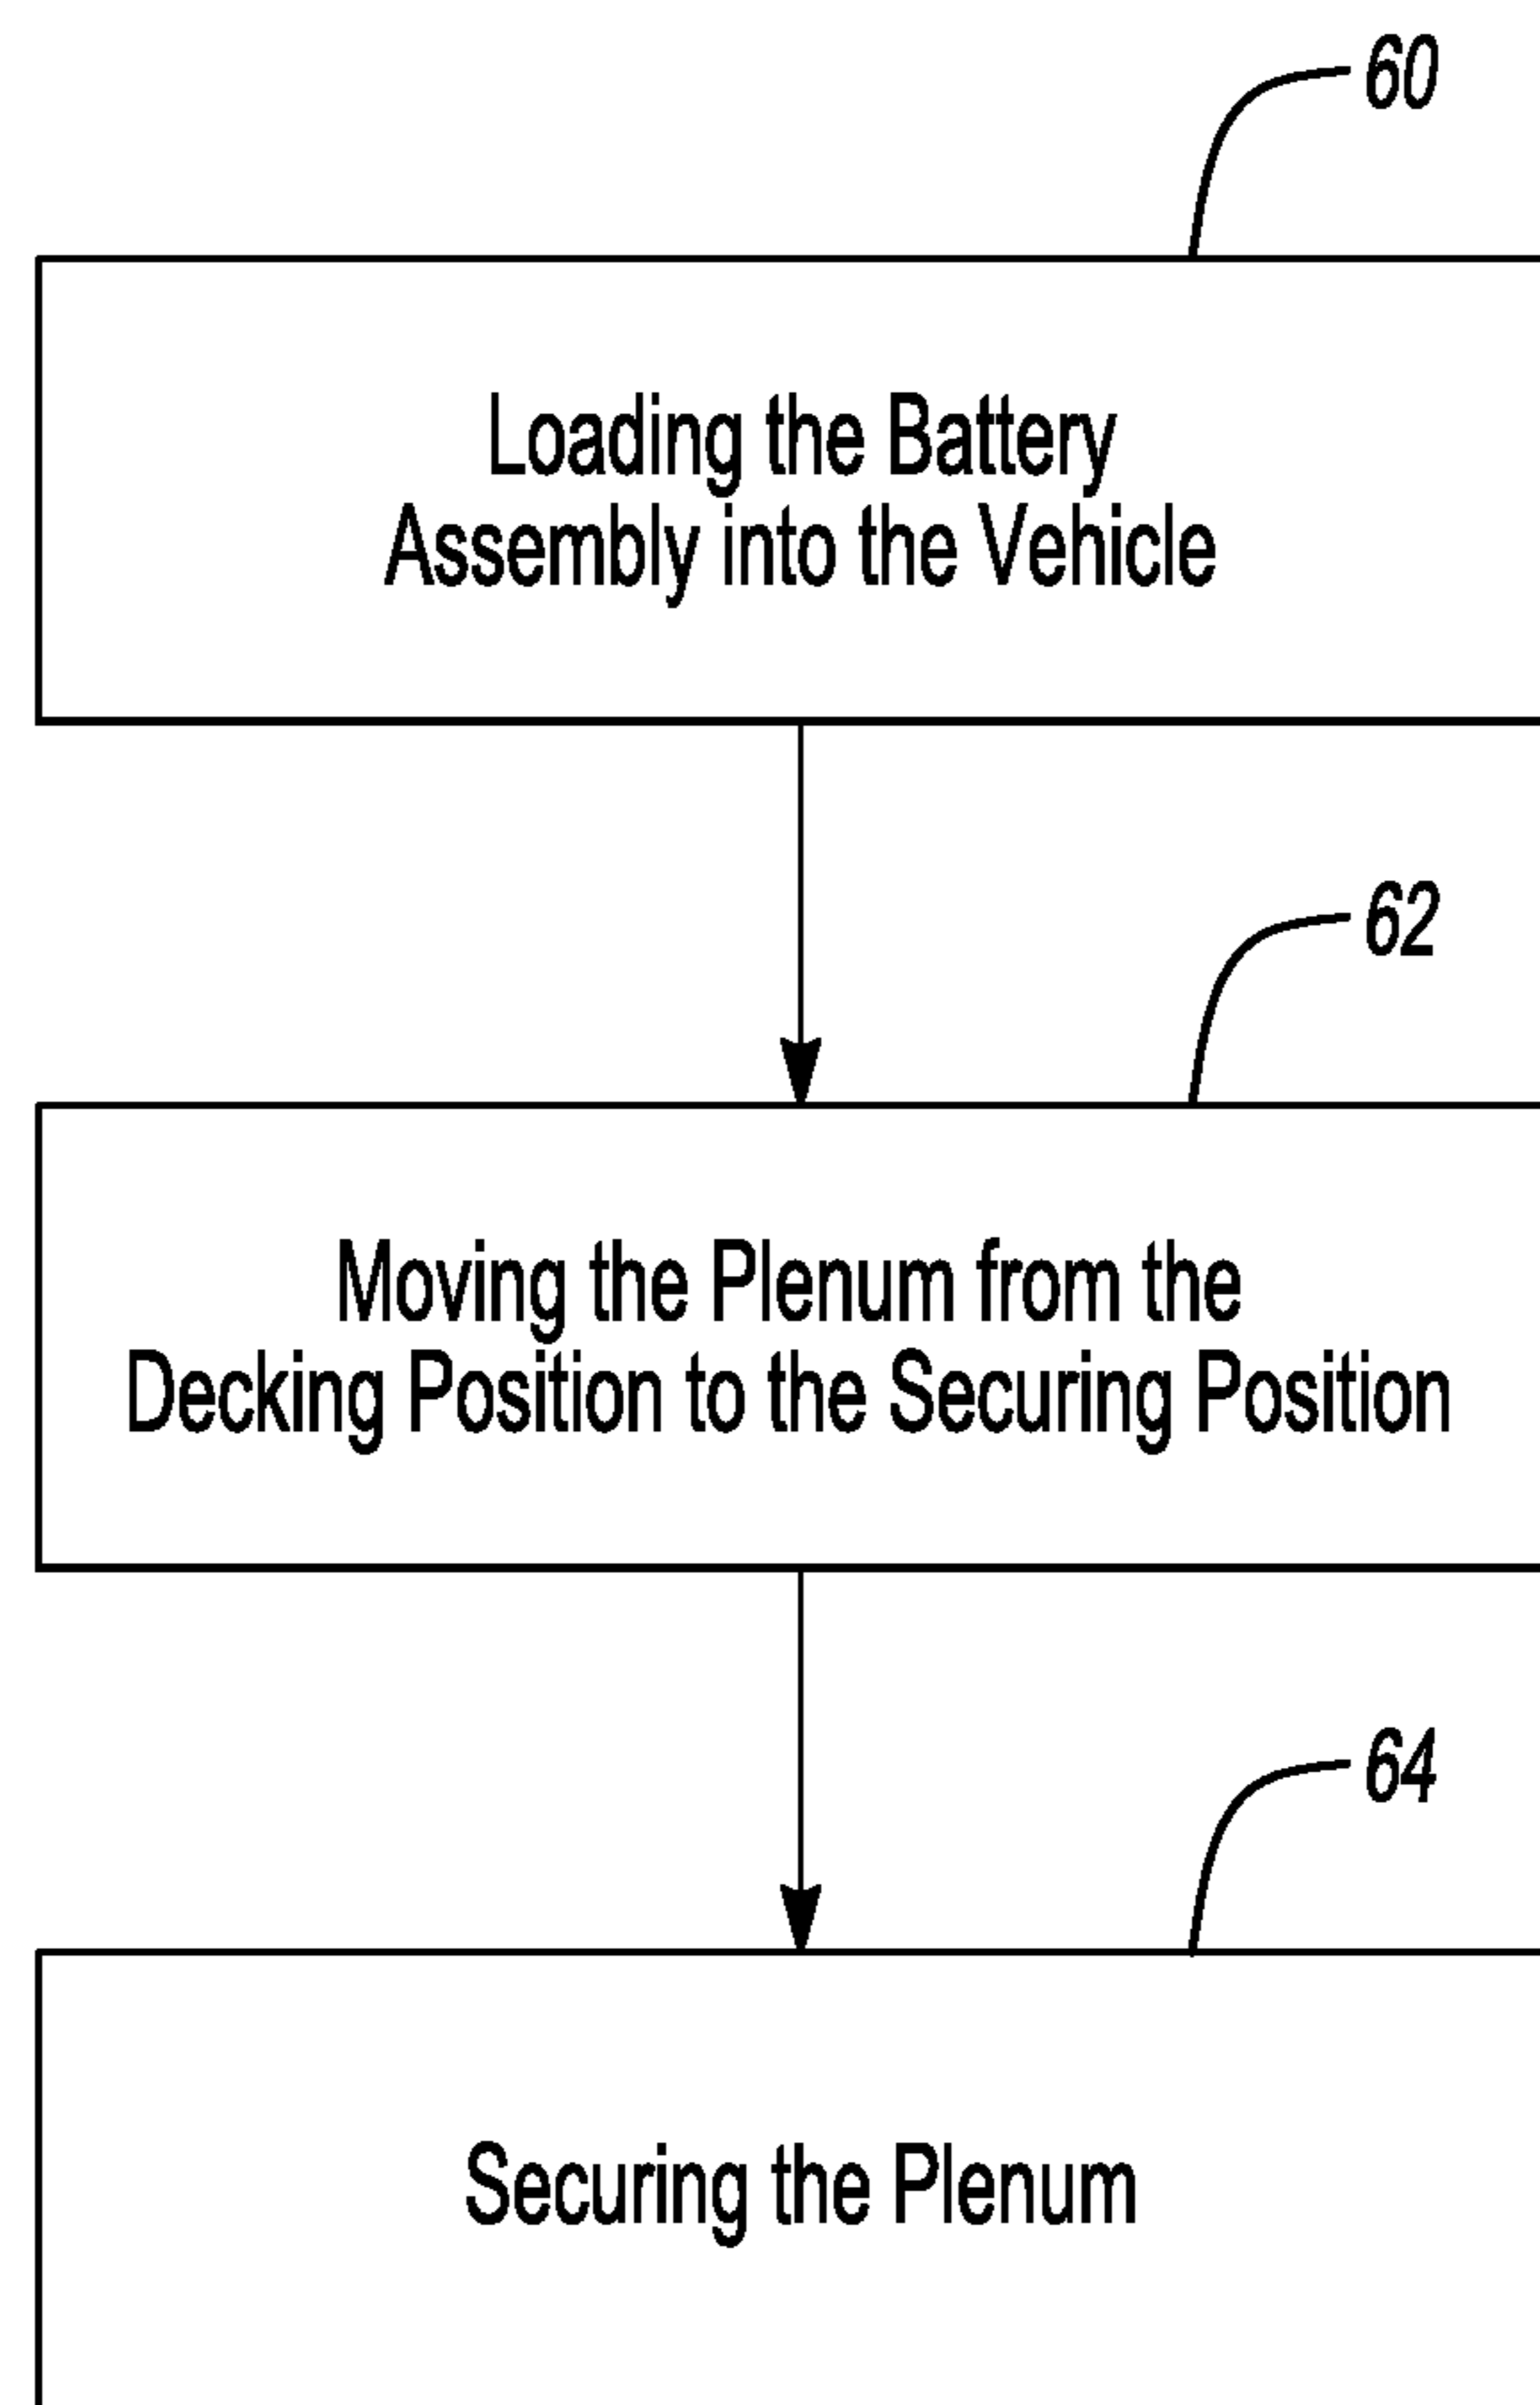 60
Loading the Battery
Assembly into the Vehicle
62
Moving the Plenum from the
Decking Position to the Securing Position
64
Securing the Plenum